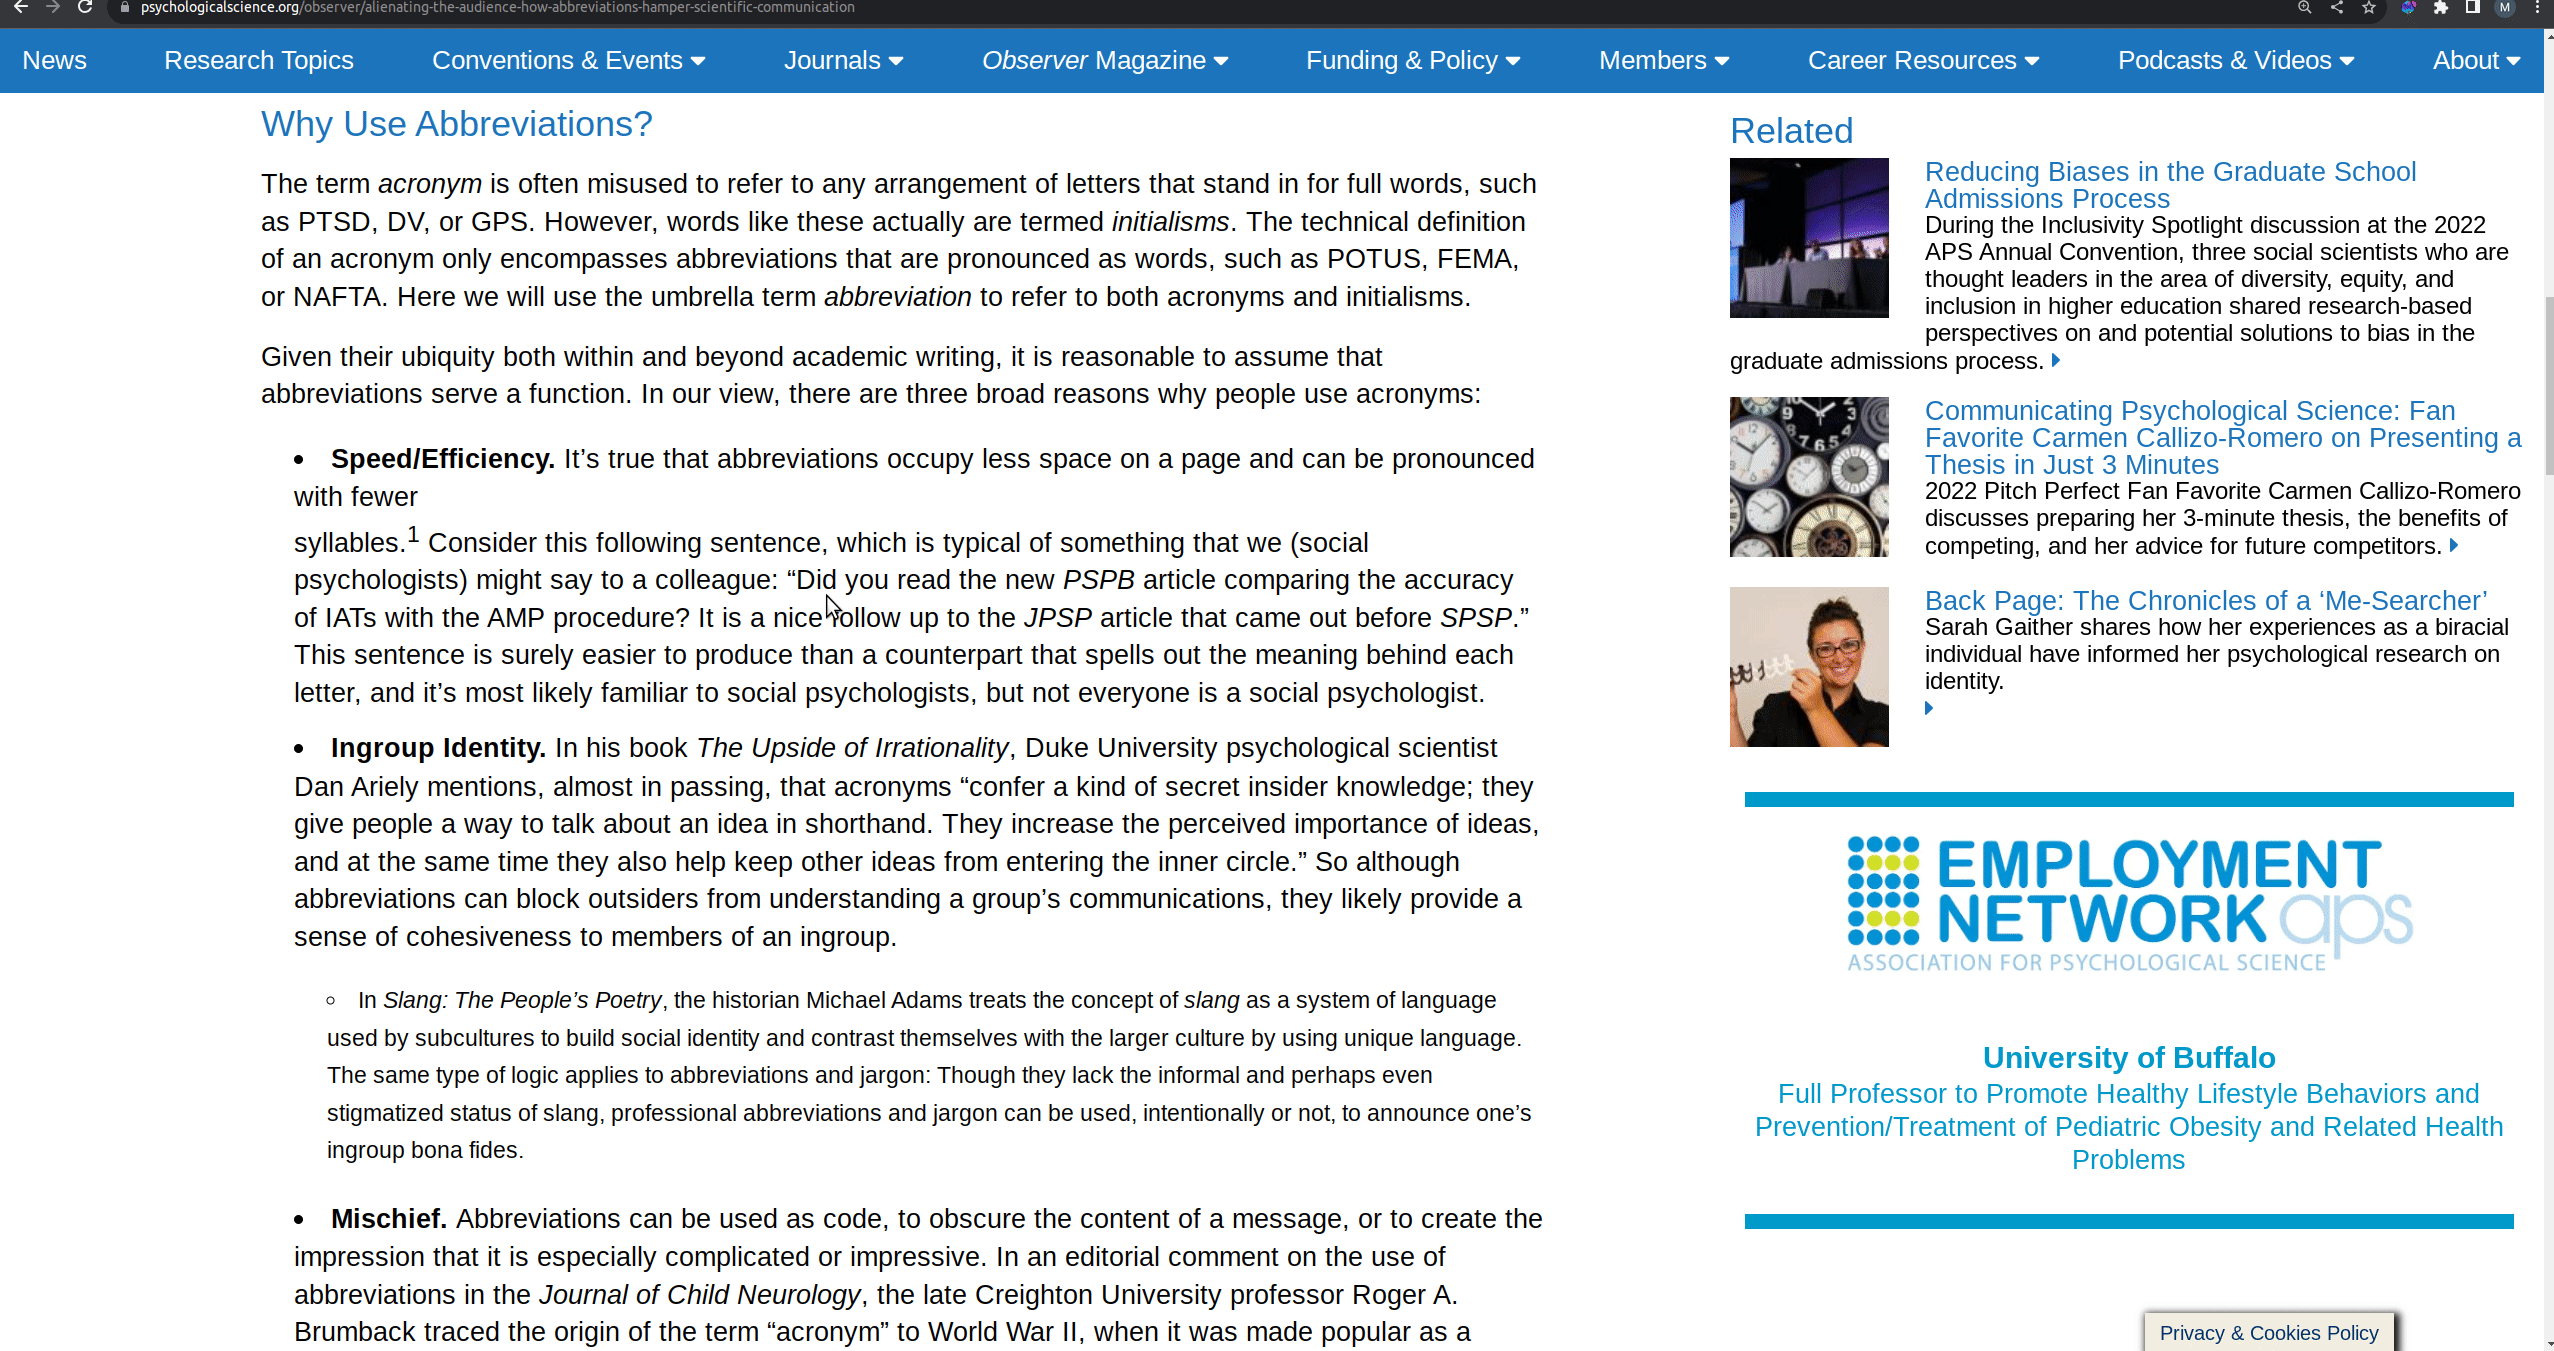 psychologicalscience.org/observer/alienating-the-audience-how-abbreviations-hamper-scientific-communication
M
News Research Topics Conventions & Events Journals Observer Magazine Funding & Policy Members Career Resources Podcasts & Videos About
Why Use Abbreviations?
The term acronym is often misused to refer to any arrangement of letters that stand in for full words, such
as PTSD, DV, or GPS. However, words like these actually are termed initialisms. The technical definition
of an acronym only encompasses abbreviations that are pronounced as words, such as POTUS, FEMA,
or NAFTA. Here we will use the umbrella term abbreviation to refer to both acronyms and initialisms.
Given their ubiquity both within and beyond academic writing, it is reasonable to assume that
abbreviations serve a function. In our view, there are three broad reasons why people use acronyms:
• Speed/Efficiency. It’s true that abbreviations occupy less space on a page and can be pronounced
with fewer
syllables.1 Consider this following sentence, which is typical of something that we (social
psychologists) might say to a colleague: “Did you read the new PSPB article comparing the accuracy
of IATs with the AMP procedure? It is a nice follow up to the JPSP article that came out before SPSP.”
This sentence is surely easier to produce than a counterpart that spells out the meaning behind each
letter, and it’s most likely familiar to social psychologists, but not everyone is a social psychologist.
• Ingroup Identity. In his book The Upside of Irrationality, Duke University psychological scientist
Dan Ariely mentions, almost in passing, that acronyms “confer a kind of secret insider knowledge; they
give people a way to talk about an idea in shorthand. They increase the perceived importance of ideas,
and at the same time they also help keep other ideas from entering the inner circle.” So although
abbreviations can block outsiders from understanding a group’s communications, they likely provide a
sense of cohesiveness to members of an ingroup.
◦ In Slang: The People’s Poetry, the historian Michael Adams treats the concept of slang as a system of language
used by subcultures to build social identity and contrast themselves with the larger culture by using unique language.
The same type of logic applies to abbreviations and jargon: Though they lack the informal and perhaps even
stigmatized status of slang, professional abbreviations and jargon can be used, intentionally or not, to announce one’s
ingroup bona fides.
• Mischief. Abbreviations can be used as code, to obscure the content of a message, or to create the
impression that it is especially complicated or impressive. In an editorial comment on the use of
abbreviations in the Journal of Child Neurology, the late Creighton University professor Roger A.
Brumback traced the origin of the term “acronym” to World War II, when it was made popular as a
Related
Reducing Biases in the Graduate School
Admissions Process
During the Inclusivity Spotlight discussion at the 2022
APS Annual Convention, three social scientists who are
thought leaders in the area of diversity, equity, and
inclusion in higher education shared research-based
perspectives on and potential solutions to bias in the
graduate admissions process.
Communicating Psychological Science: Fan
Favorite Carmen Callizo-Romero on Presenting a
Thesis in Just 3 Minutes
2022 Pitch Perfect Fan Favorite Carmen Callizo-Romero
discusses preparing her 3-minute thesis, the benefits of
competing, and her advice for future competitors.
Back Page: The Chronicles of a ‘Me-Searcher’
Sarah Gaither shares how her experiences as a biracial
individual have informed her psychological research on
identity.
EMPLOYMENT
NETWORK aps
ASSOCIATION FOR PSYCHOLOGICAL SCIENCE
University of Buffalo
Full Professor to Promote Healthy Lifestyle Behaviors and
Prevention/Treatment of Pediatric Obesity and Related Health
Problems
Privacy & Cookies Policy